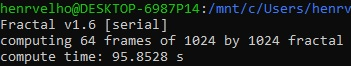 henrvelho@DESKTOP-6987P14:/mnt/c/Users/henrv
Fractal v1.6 [serial]
computing 64 frames of 1024 by 1024 fractal
compute time: 95.8528 s